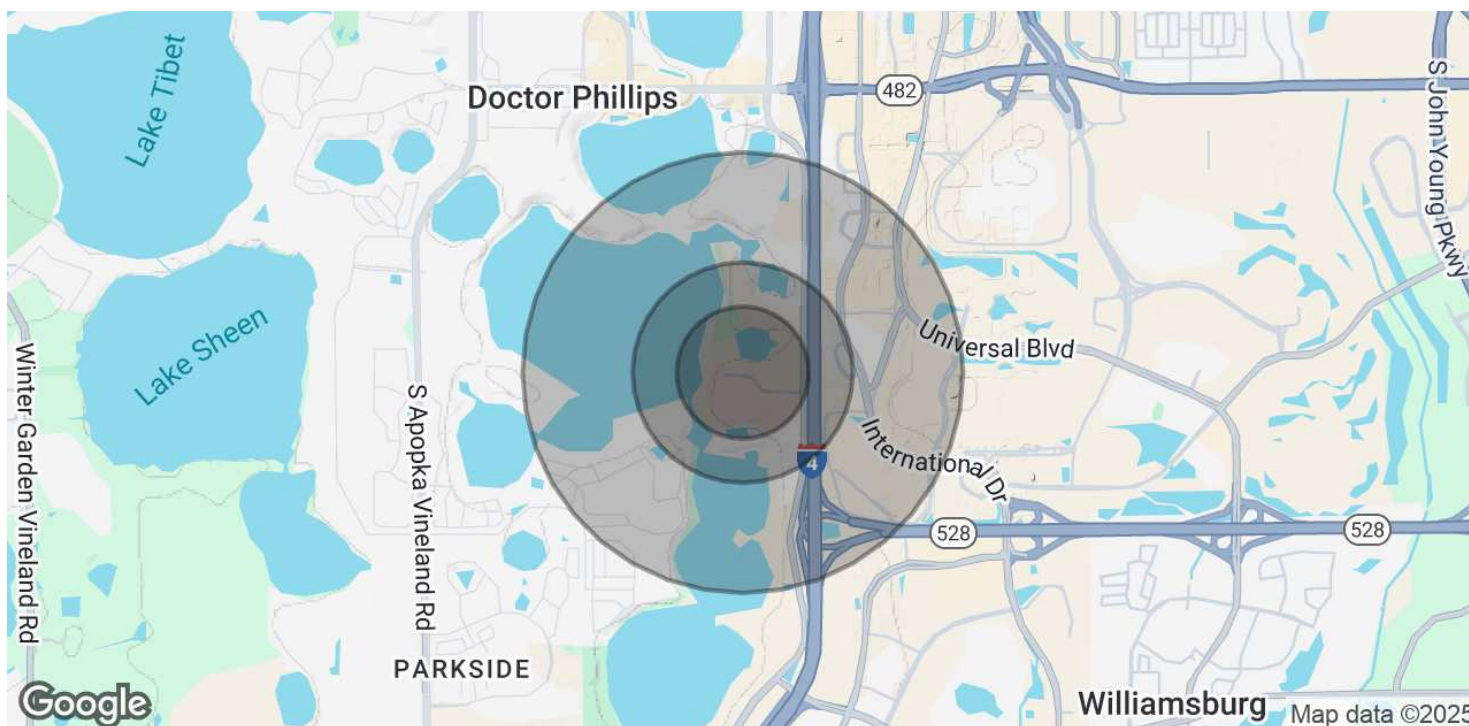 Lake Tibet
Doctor Phillips
482
S John Young Pkwy
Lake Sheen
Universal Blvd
Winter Garden Vineland Rd
S Apopka Vineland Rd
International Dr
4
528
528
PARKSIDE
Williamsburg
Google
Map data ©2025